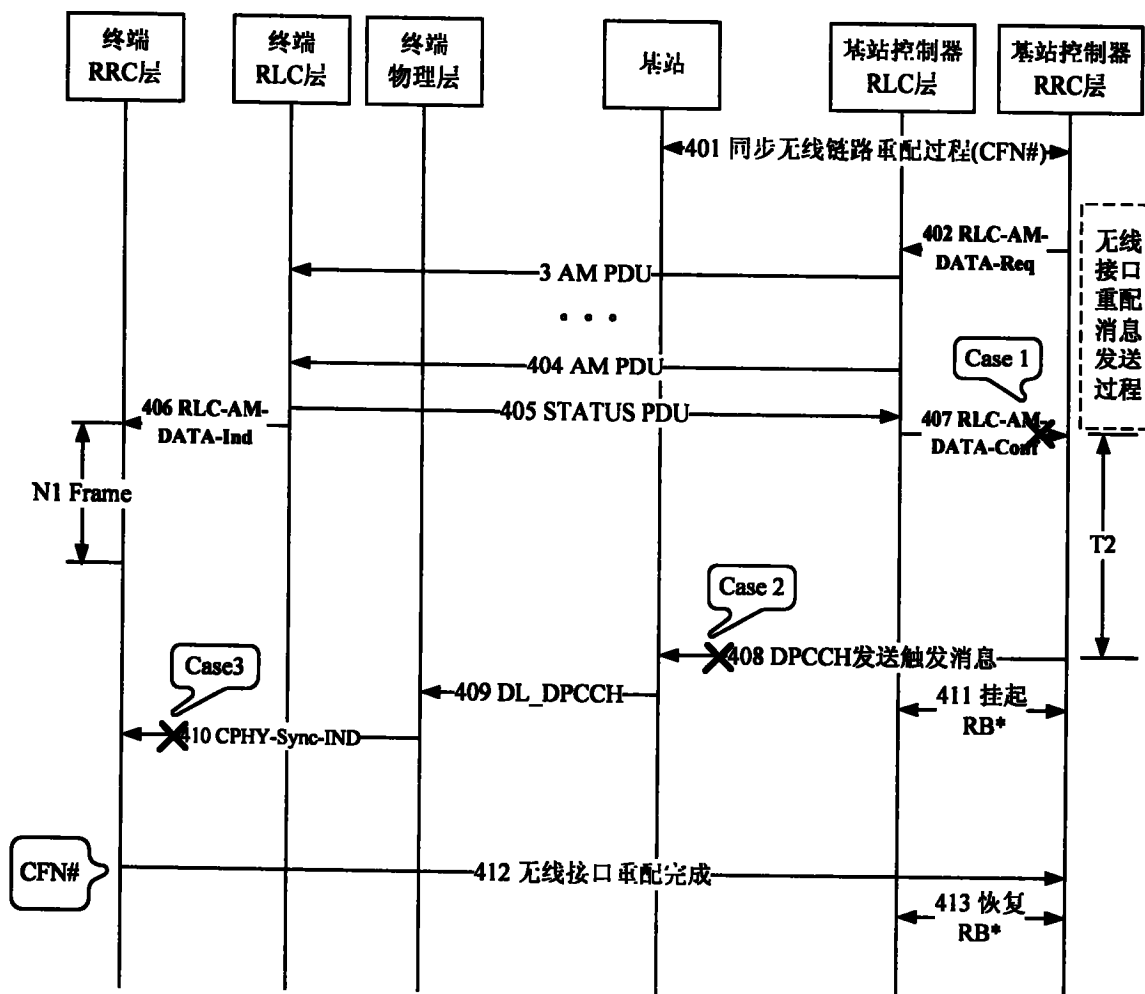 终端
RRC层
终端
RLC层
终端
物理层
基站
基站控制器
RLC层
基站控制器
RRC层
401 同步无线链路重配过程(CFN#)
402 RLC-AM-
DATA-Req
无线
接口
重配
消息
发送
过程
3 AM PDU
• • •
404 AM PDU
Case 1
405 STATUS PDU
406 RLC-AM-
DATA-Ind
407 RLC-AM-
DATA-Conf
N1 Frame
T2
Case 2
408 DPCCH发送触发消息
Case3
409 DL_DPCCH
411 挂起
RB*
410 CPHY-Sync-IND
CFN#
412 无线接口重配完成
413 恢复
RB*